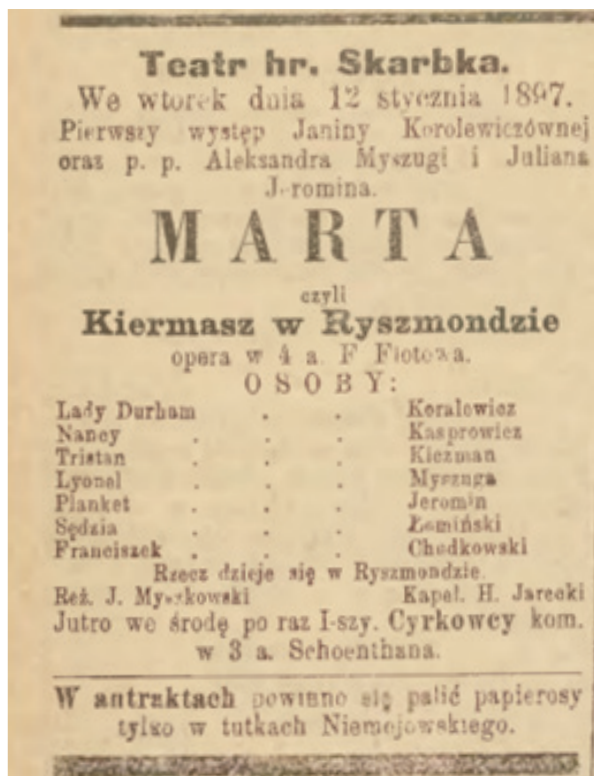 Teatr hr. Skarbka.
We wtorek dnia 12 stycznia 1897.
Pierwszy występ Janiny Korolewiczównej
oraz p. p. Aleksandra Myszugi i Juliana
Jeromina.
MARTA
czyli
Kiermasz w Ryszmondzie
opera w 4 a. F Flotowa.
OSOBY:
Lady Durham . . Koralewicz
Nancy . . . Kasprowicz
Tristan . . . Kiczman
Lyonel . . . Myszuga
Planket . . . Jeromin
Sędzia . . . Łomiński
Franciszek . . . Chodkowski
Rzecz dzieje się w Ryszmondzie.
Reż. J. Myszkowski Kapel. H. Jarecki
Jutro we środę po raz I-szy. Cyrkowcy kom.
w 3 a. Schoenthana.
W antraktach powinno się palić papierosy
tylko w tutkach Niemojowskiego.